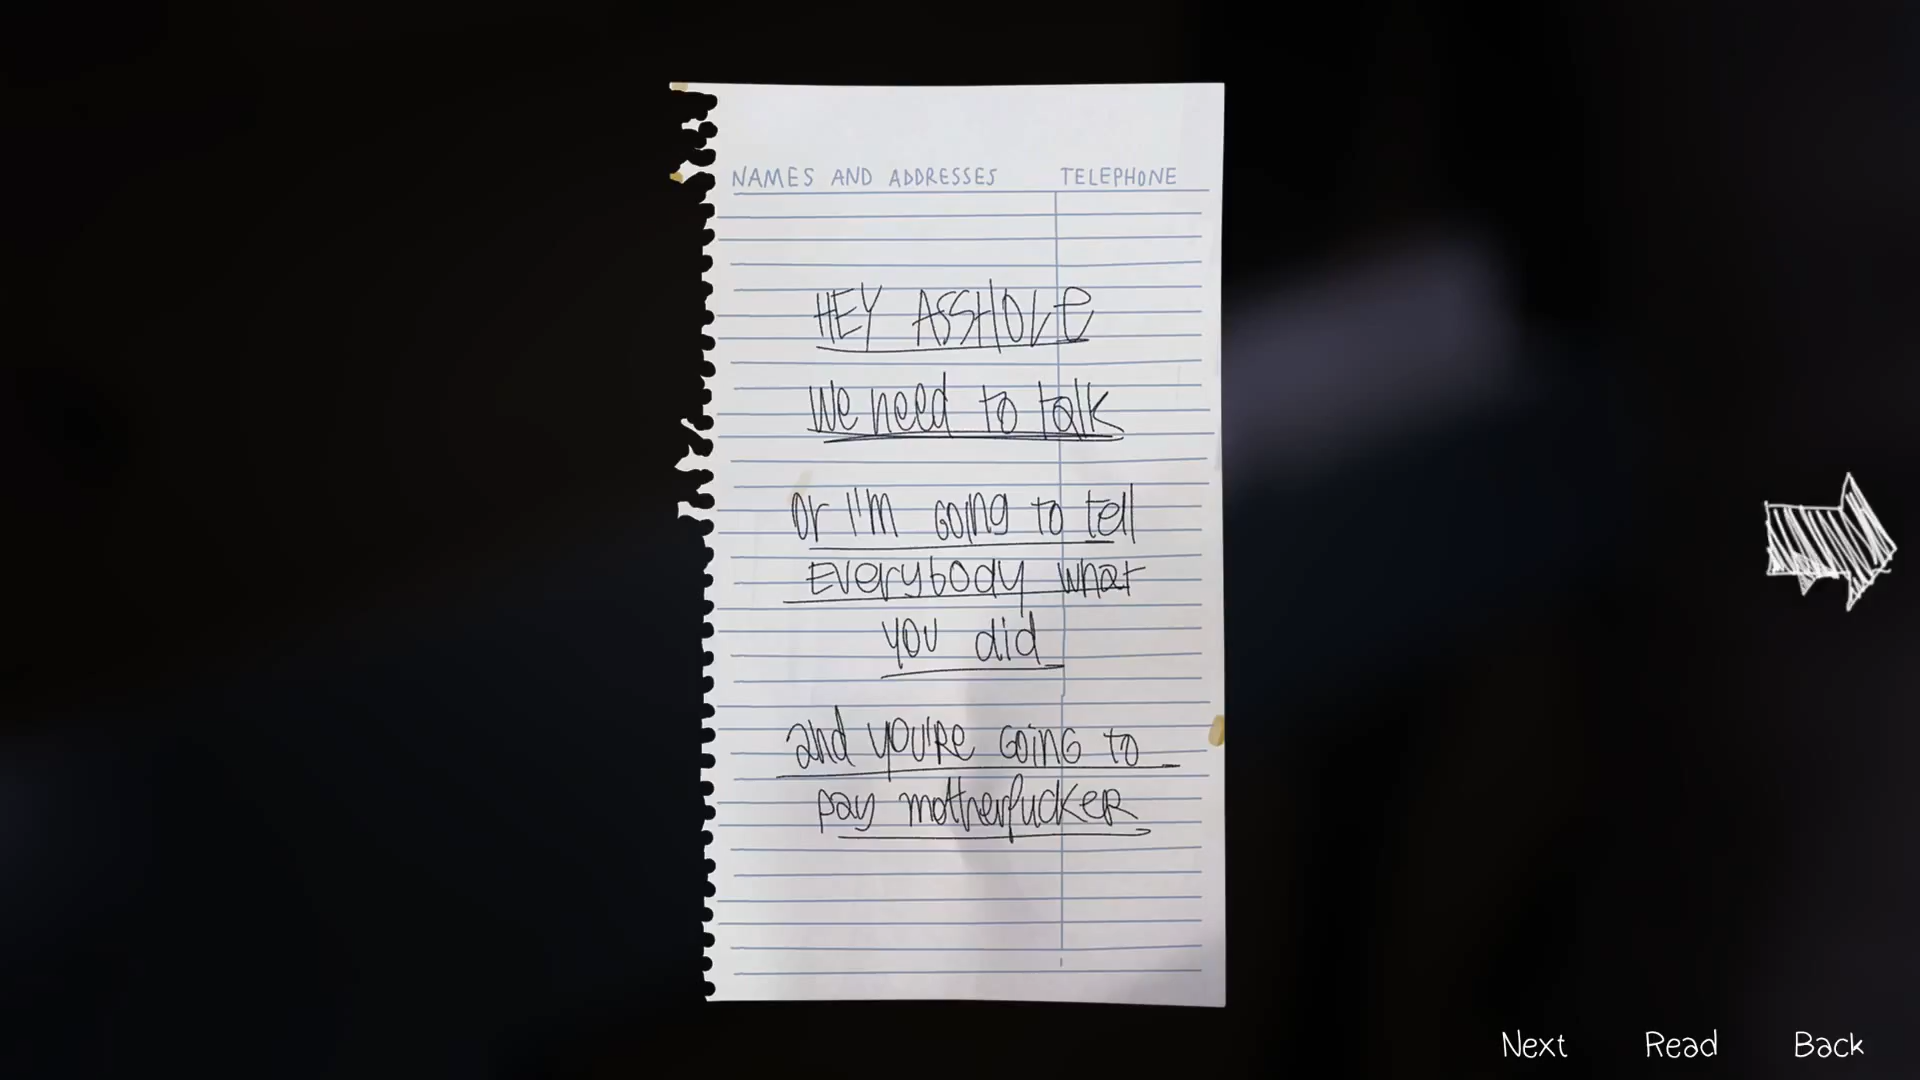 NAMES AND ADDRESSES TELEPHONE
HEY ASSHOLE
We need to talk
Or I'm GOing to tell
Everybody what
you did
and you're GOinG to
pay motherfucker
Next Read Back